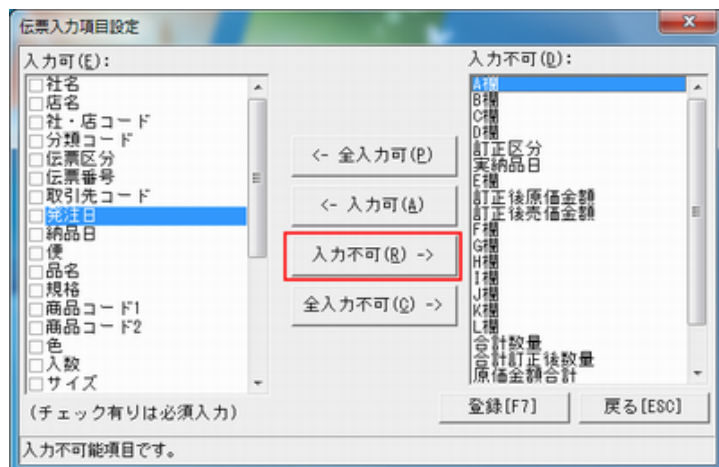 伝票入力項目設定
入力可(E):
社名
店名
社・店コード
分類コード
伝票区分
伝票番号
取引先コード
発注日
納品日
便
品名
規格
商品コード1
商品コード2
色
入数
サイズ
(チェック有りは必須入力)
<- 全入力可(P)
<- 入力可(A)
入力不可(R) ->
全入力不可(C) ->
入力不可(D):
A欄
B欄
C欄
D欄
訂正区分
実納品日
E欄
訂正後原価金額
訂正後売価金額
F欄
G欄
H欄
I欄
J欄
K欄
L欄
合計数量
合計訂正後数量
原価金額合計
登録[F7]
戻る[ESC]
入力不可能項目です。